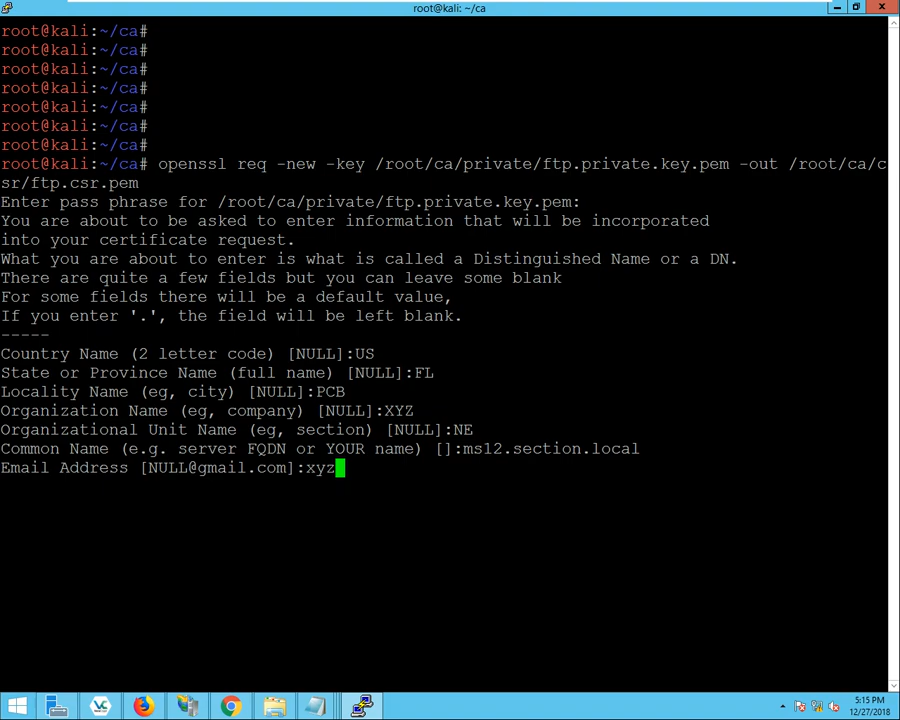 root@kali: ~/ca
root@kali:~/ca#
root@kali:~/ca#
root@kali:~/ca#
root@kali:~/ca#
root@kali:~/ca#
root@kali:~/ca#
root@kali:~/ca#
root@kali:~/ca# openssl req -new -key /root/ca/private/ftp.private.key.pem -out /root/ca/c
sr/ftp.csr.pem
Enter pass phrase for /root/ca/private/ftp.private.key.pem:
You are about to be asked to enter information that will be incorporated
into your certificate request.
What you are about to enter is what is called a Distinguished Name or a DN.
There are quite a few fields but you can leave some blank
For some fields there will be a default value,
If you enter '.', the field will be left blank.
-----
Country Name (2 letter code) [NULL]:US
State or Province Name (full name) [NULL]:FL
Locality Name (eg, city) [NULL]:PCB
Organization Name (eg, company) [NULL]:XYZ
Organizational Unit Name (eg, section) [NULL]:NE
Common Name (e.g. server FQDN or YOUR name) []:ms12.section.local
Email Address [NULL@gmail.com]:xyz
5:15 PM
12/27/2018